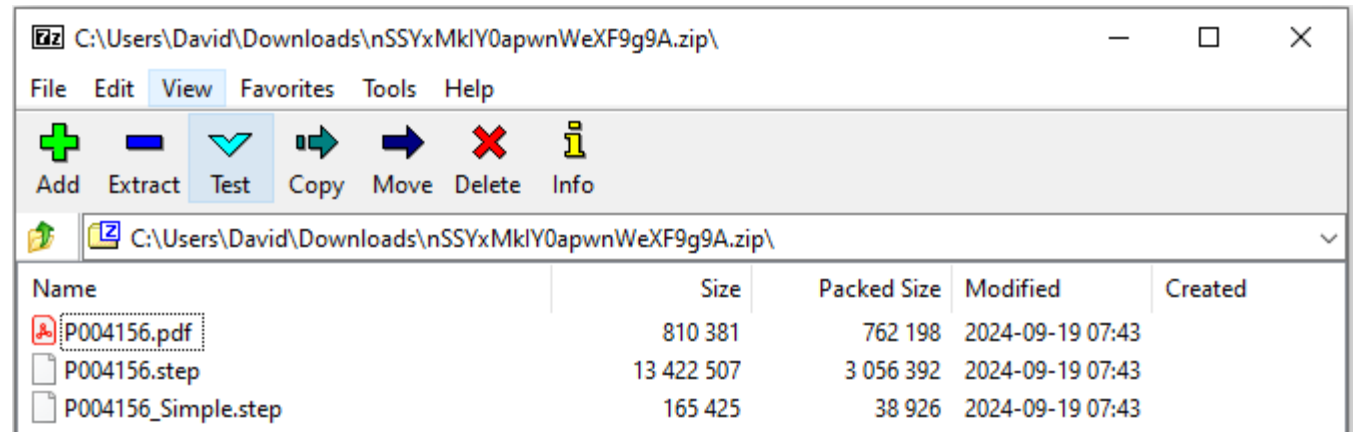 C:\Users\David\Downloads\nSSYxMklY0apwnWeXF9g9A.zip\
File Edit View Favorites Tools Help
Add Extract Test Copy Move Delete Info
C:\Users\David\Downloads\nSSYxMklY0apwnWeXF9g9A.zip\
Name Size Packed Size Modified Created
P004156.pdf 810 381 762 198 2024-09-19 07:43
P004156.step 13 422 507 3 056 392 2024-09-19 07:43
P004156_Simple.step 165 425 38 926 2024-09-19 07:43